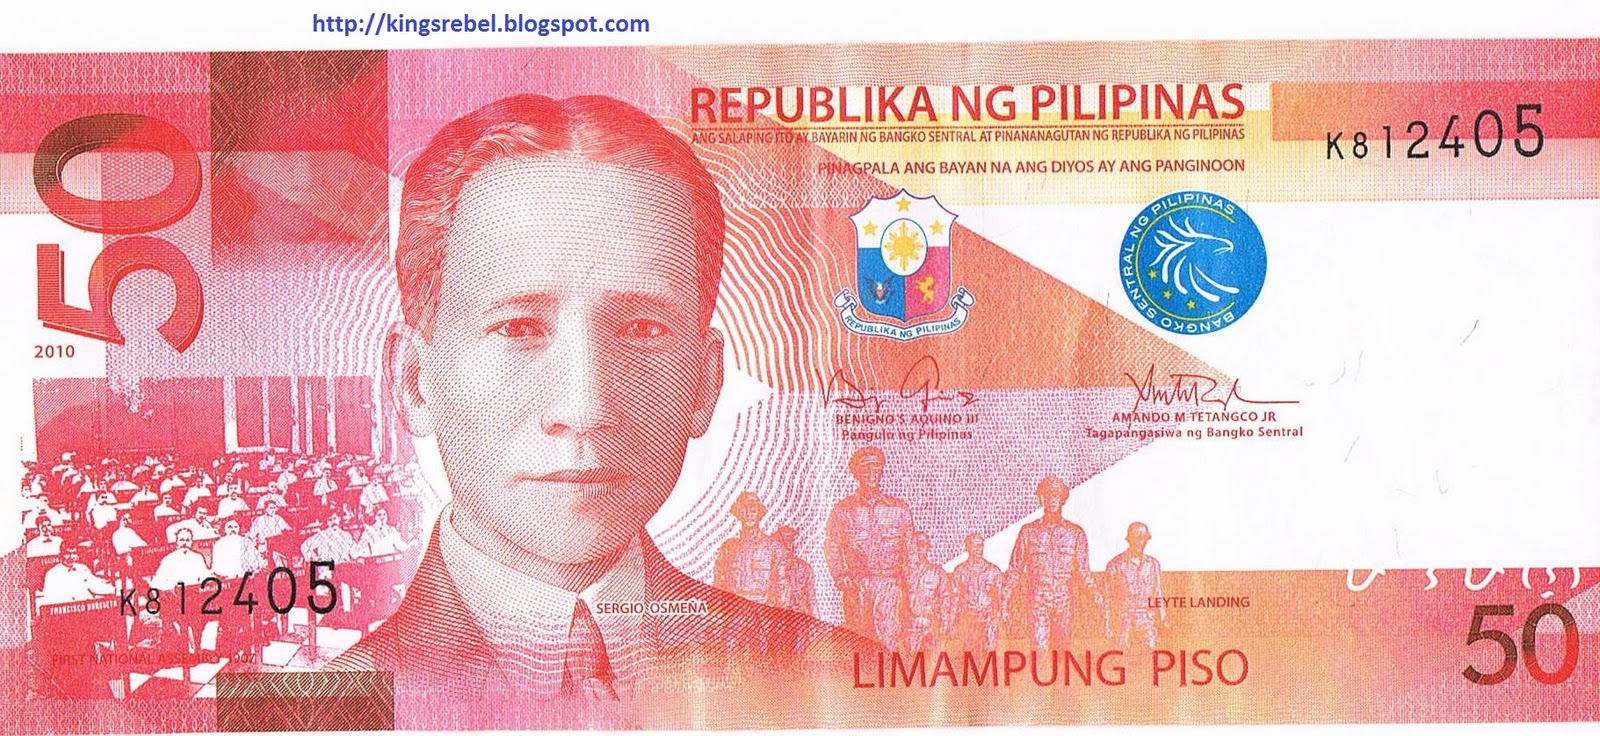 http://kingsrebel.blogspot.com
REPUBLIKA NG PILIPINAS
ANG SALAPING ITO AY BAYARIN NG BANGKO SENTRAL AT PINANANAGUTAN NG REPUBLIKA NG PILIPINAS
PINAGPALA ANG BAYAN NA ANG DIYOS AY ANG PANGINOON
K812405
50
2010
REPUBLIKA NG PILIPINAS
BANGKO SENTRAL NG PILIPINAS
BENIGNO S AQUINO III
Pangulo ng Pilipinas
AMANDO M TETANGCO JR
Tagapangasiwa ng Bangko Sentral
K812405
SERGIO OSMEÑA
LEYTE LANDING
FIRST NATIONAL ASSEMBLY 1907
LIMAMPUNG PISO
50